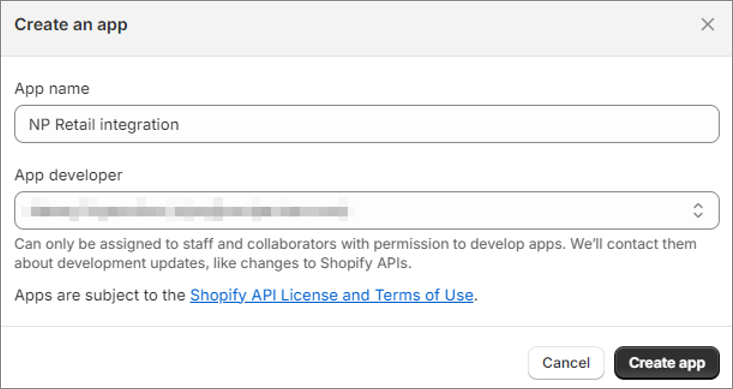 Create an app
App name
NP Retail integration
App developer
Can only be assigned to staff and collaborators with permission to develop apps. We'll contact them
about development updates, like changes to Shopify APIs.
Apps are subject to the Shopify API License and Terms of Use.
Cancel
Create app